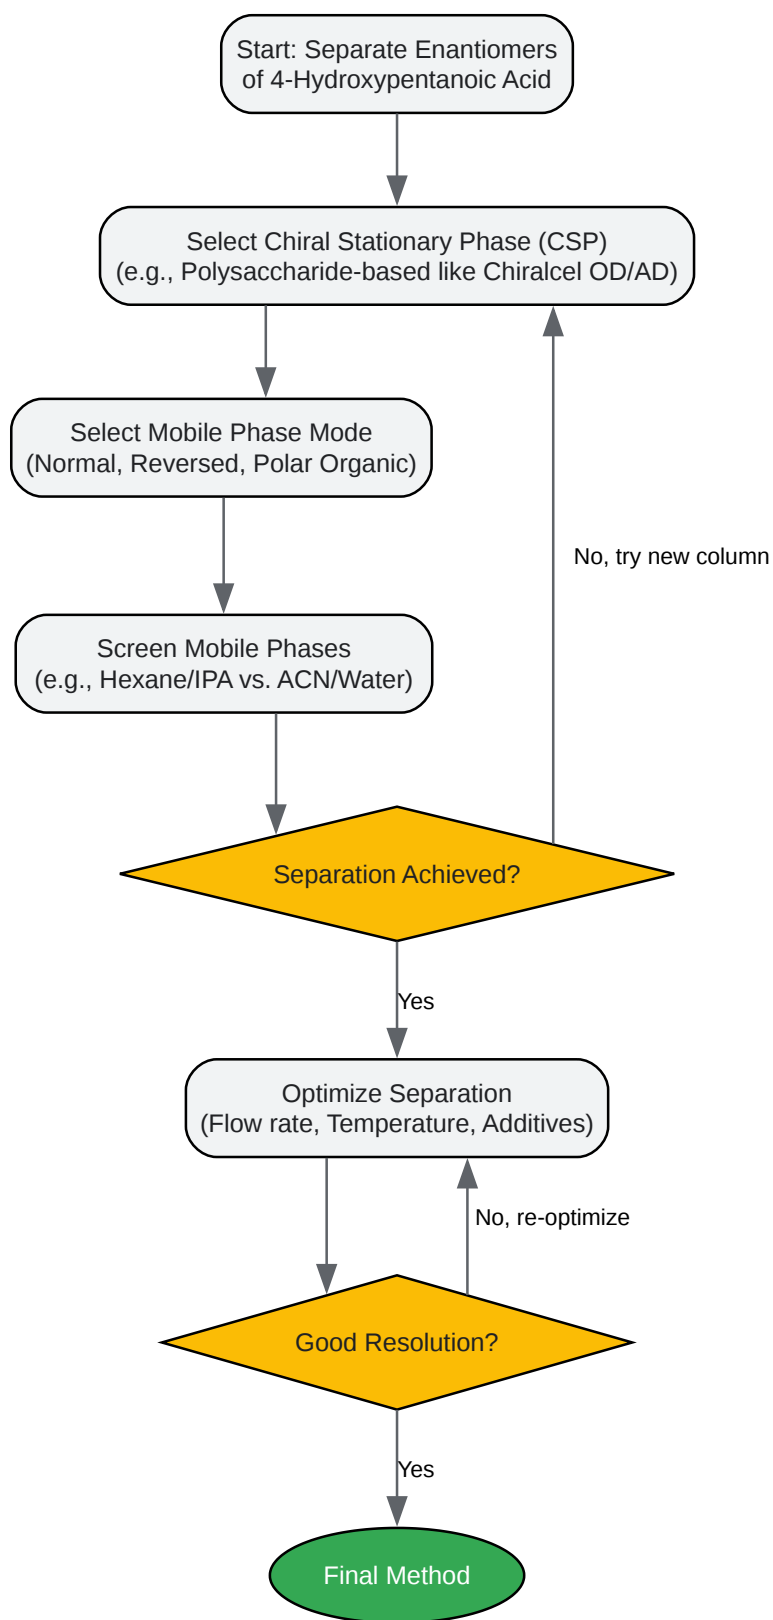 Start: Separate Enantiomers
of 4-Hydroxypentanoic Acid
Select Chiral Stationary Phase (CSP)
(e.g., Polysaccharide-based like Chiralcel OD/AD)
Select Mobile Phase Mode
(Normal, Reversed, Polar Organic)
No, try new column
Screen Mobile Phases
(e.g., Hexane/IPA vs. ACN/Water)
Separation Achieved?
Yes
Optimize Separation
(Flow rate, Temperature, Additives)
No, re-optimize
Good Resolution?
Yes
Final Method